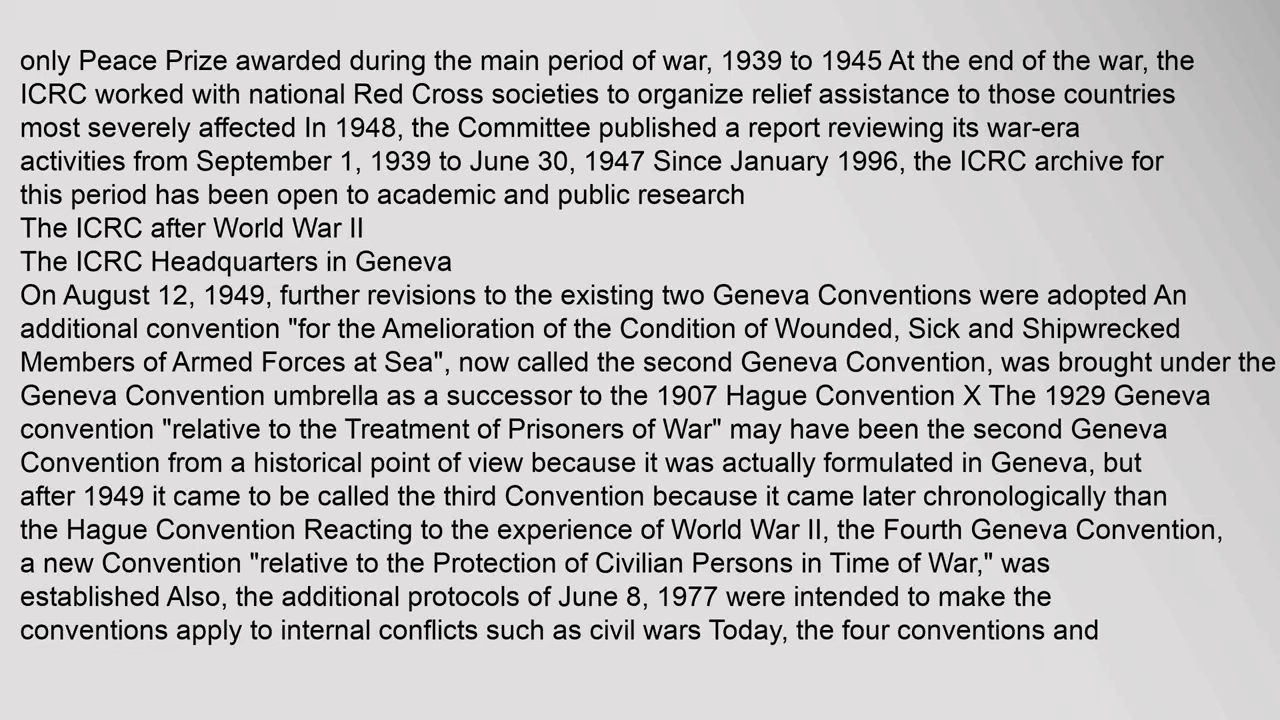 only Peace Prize awarded during the main period of war, 1939 to 1945 At the end of the war, the
ICRC worked with national Red Cross societies to organize relief assistance to those countries
most severely affected In 1948, the Committee published a report reviewing its war-era
activities from September 1, 1939 to June 30, 1947 Since January 1996, the ICRC archive for
this period has been open to academic and public research
The ICRC after World War II
The ICRC Headquarters in Geneva
On August 12, 1949, further revisions to the existing two Geneva Conventions were adopted An
additional convention "for the Amelioration of the Condition of Wounded, Sick and Shipwrecked
Members of Armed Forces at Sea", now called the second Geneva Convention, was brought under the
Geneva Convention umbrella as a successor to the 1907 Hague Convention X The 1929 Geneva
convention "relative to the Treatment of Prisoners of War" may have been the second Geneva
Convention from a historical point of view because it was actually formulated in Geneva, but
after 1949 it came to be called the third Convention because it came later chronologically than
the Hague Convention Reacting to the experience of World War II, the Fourth Geneva Convention,
a new Convention "relative to the Protection of Civilian Persons in Time of War," was
established Also, the additional protocols of June 8, 1977 were intended to make the
conventions apply to internal conflicts such as civil wars Today, the four conventions and